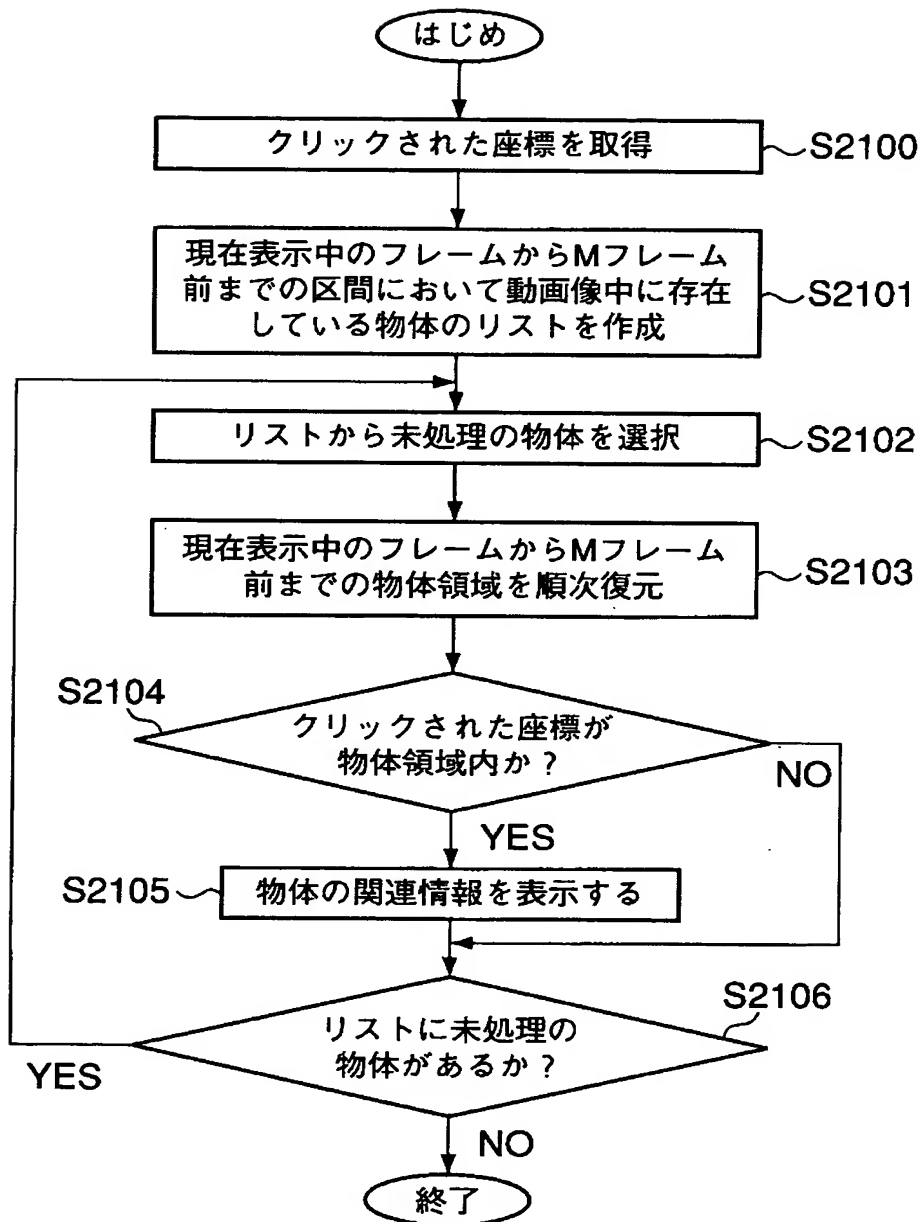 はじめ
クリックされた座標を取得
S2100
現在表示中のフレームからMフレーム
前までの区間において動画像中に存在
している物体のリストを作成
S2101
リストから未処理の物体を選択
S2102
現在表示中のフレームからMフレーム
前までの物体領域を順次復元
S2103
S2104
クリックされた座標が
物体領域内か?
NO
YES
S2105
物体の関連情報を表示する
S2106
リストに未処理の
物体があるか?
YES
NO
終了